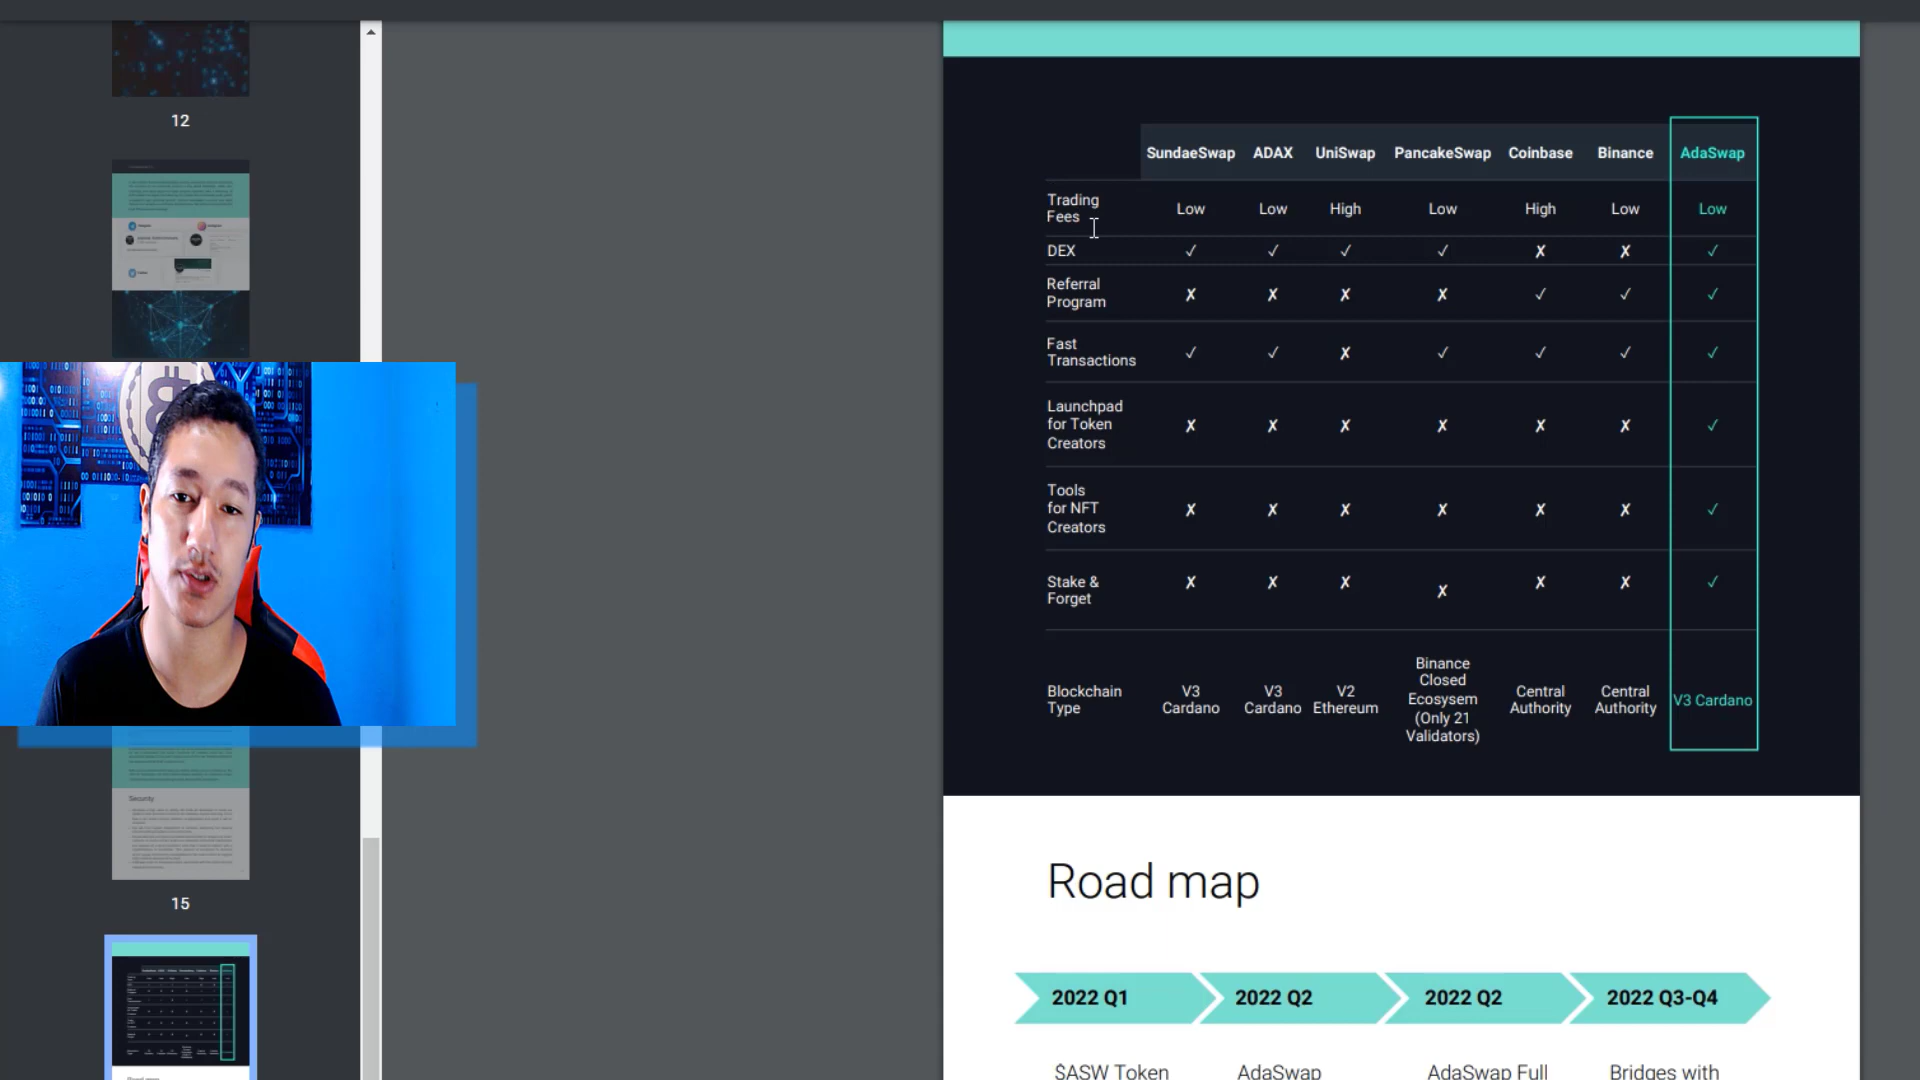 12
15
Security
SundaeSwap ADAX UniSwap PancakeSwap Coinbase Binance AdaSwap
Trading
Fees
Low Low High Low High Low Low
DEX ✓ ✓ ✓ ✓ ✗ ✗ ✓
Referral
Program
✗ ✗ ✗ ✗ ✓ ✓ ✓
Fast
Transactions
✓ ✓ ✗ ✓ ✓ ✓ ✓
Launchpad
for Token
Creators
✗ ✗ ✗ ✗ ✗ ✗ ✓
Tools
for NFT
Creators
✗ ✗ ✗ ✗ ✗ ✗ ✓
Stake &
Forget
✗ ✗ ✗ ✗ ✗ ✗ ✓
Blockchain
Type
V3
Cardano
V3
Cardano
V2
Ethereum
Binance
Closed
Ecosysem
(Only 21
Validators)
Central
Authority
Central
Authority
V3 Cardano
Road map
2022 Q1 2022 Q2 2022 Q2 2022 Q3-Q4
$ASW Token AdaSwap AdaSwap Full Bridges with